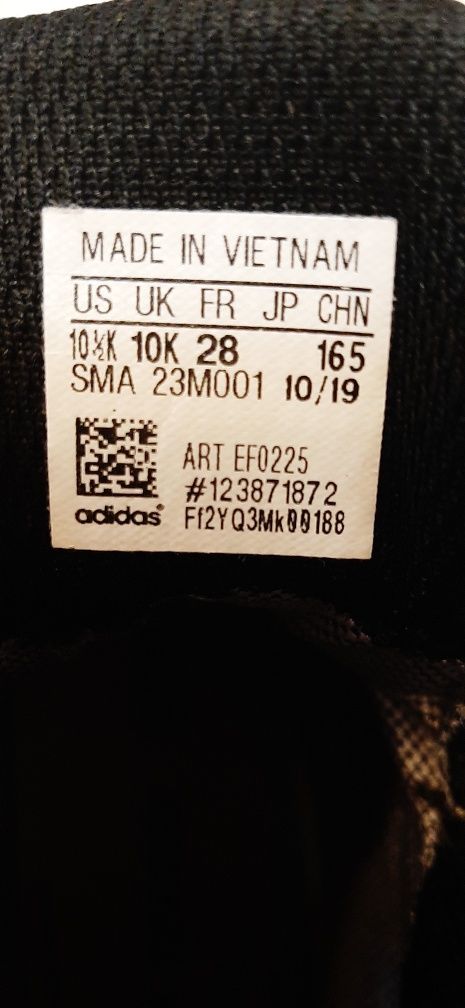 MADE IN VIETNAM
US UK FR JP CHN
10½K 10K 28 165
SMA 23M001 10/19
ART EF0225
#123871872
adidas® Ff2YQ3Mk00188